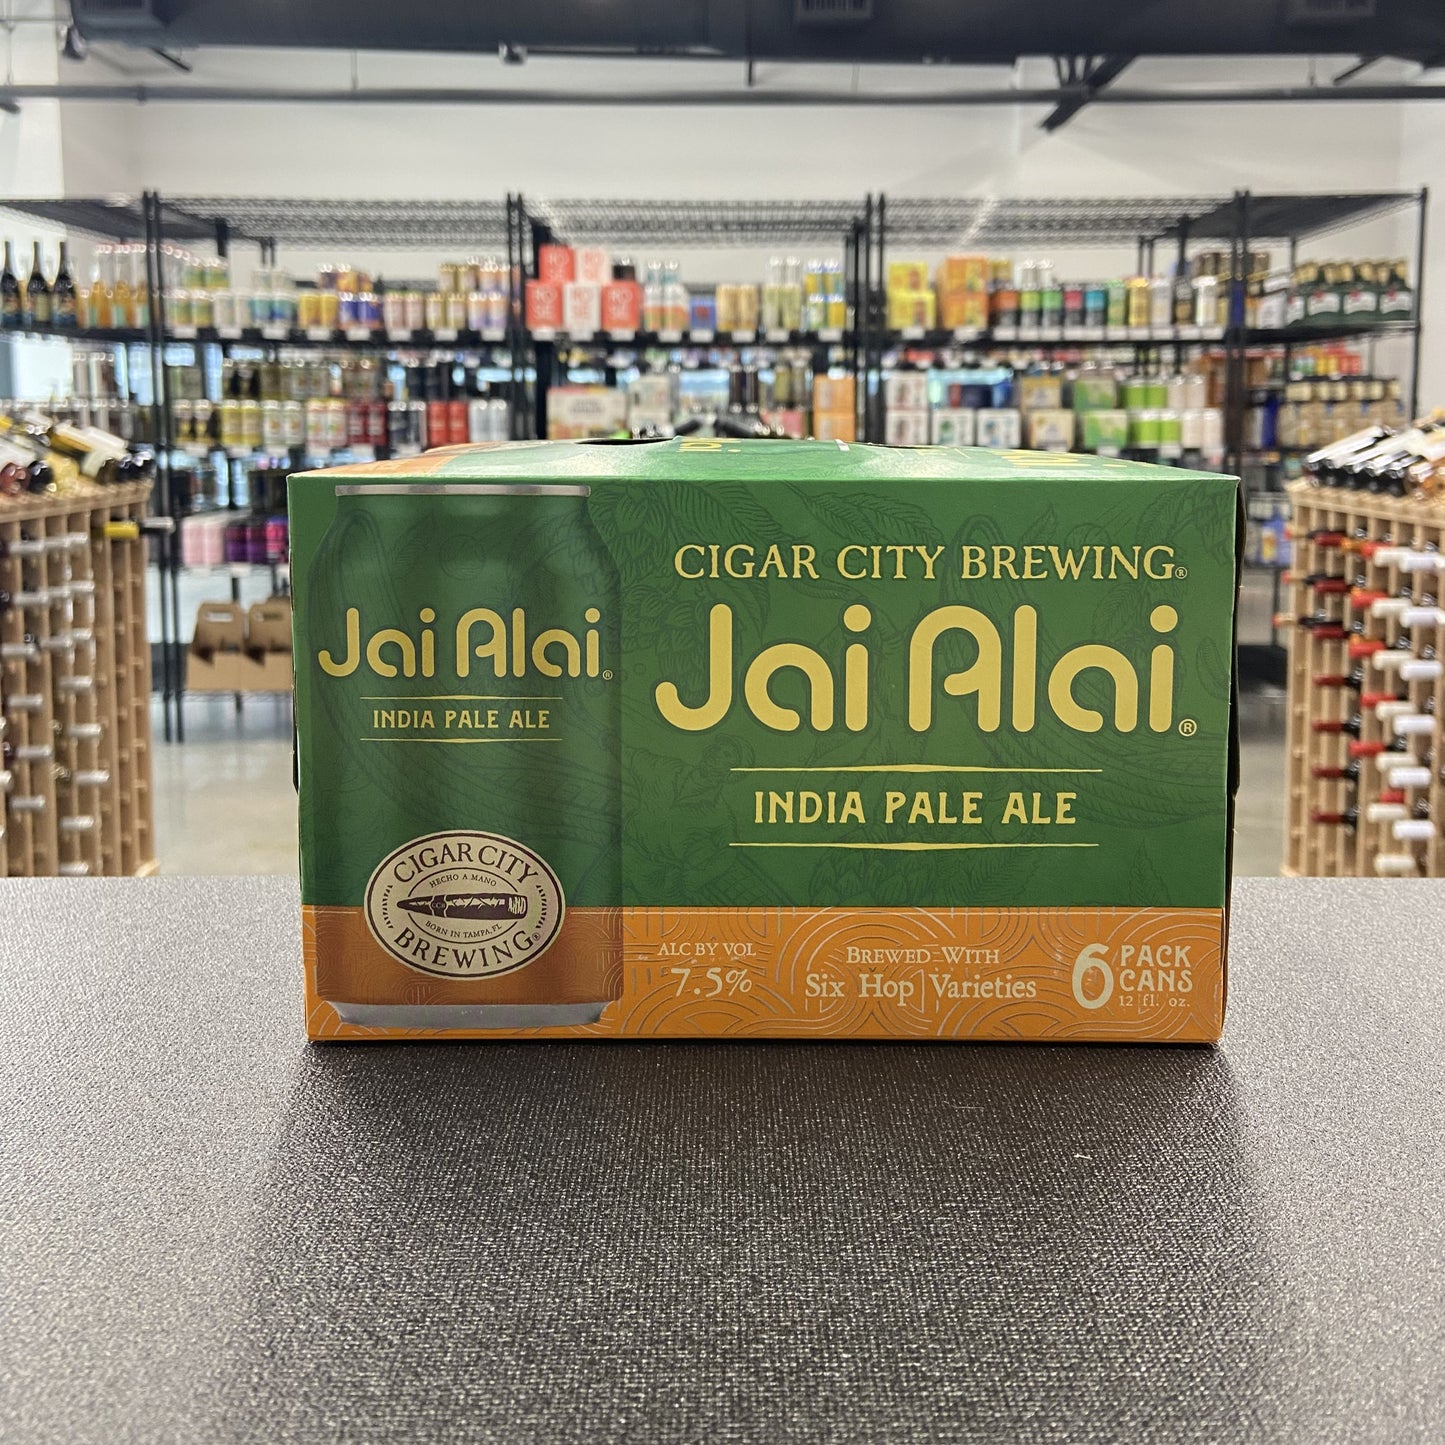 CIGAR CITY BREWING®
Jai Alai®
INDIA PALE ALE
Jai Alai®
INDIA PALE ALE
CIGAR CITY
HECHO A MANO
CCB
BORN IN TAMPA, FL
BREWING®
ALC BY VOL
7.5%
BREWED WITH
Six Hop Varieties
6 PACK
CANS
12 fl. oz.